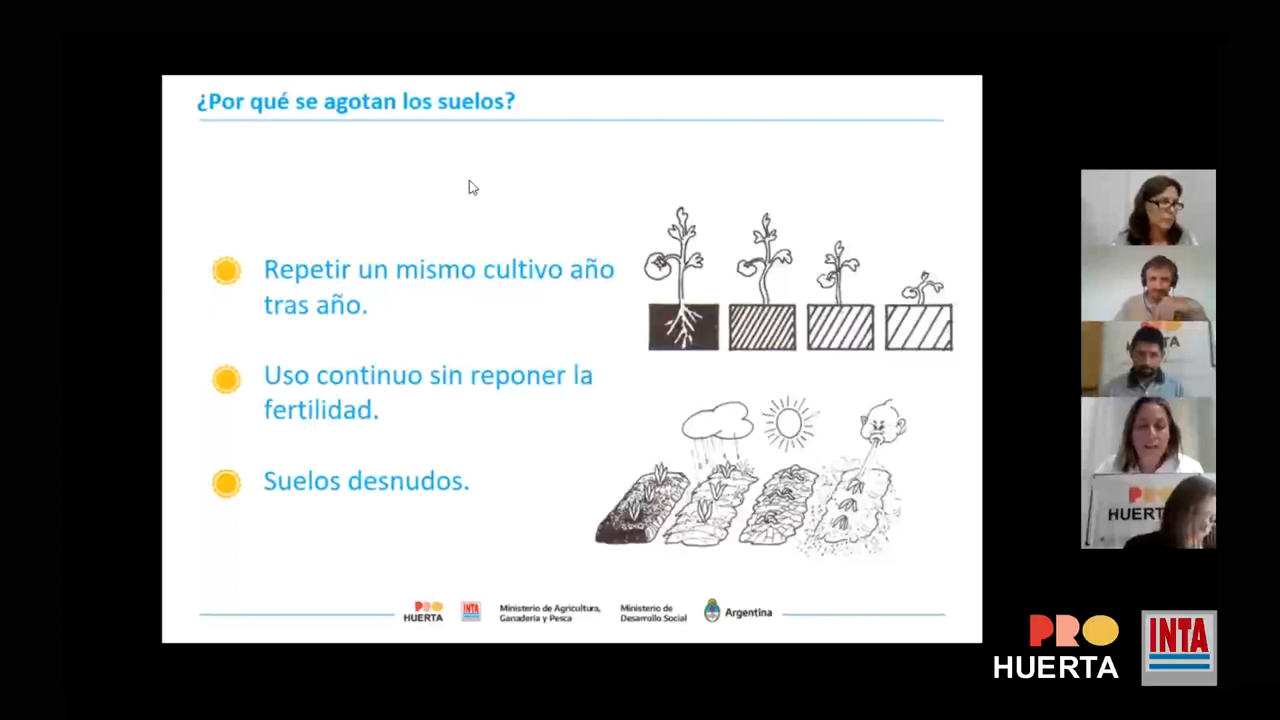 ¿Por qué se agotan los suelos?
Repetir un mismo cultivo año
tras año.
Uso continuo sin reponer la
fertilidad.
Suelos desnudos.
PRO
HUERTA
INTA
Ministerio de Agricultura,
Ganadería y Pesca
Ministerio de
Desarrollo Social
Argentina
PRO
HUERTA
INTA